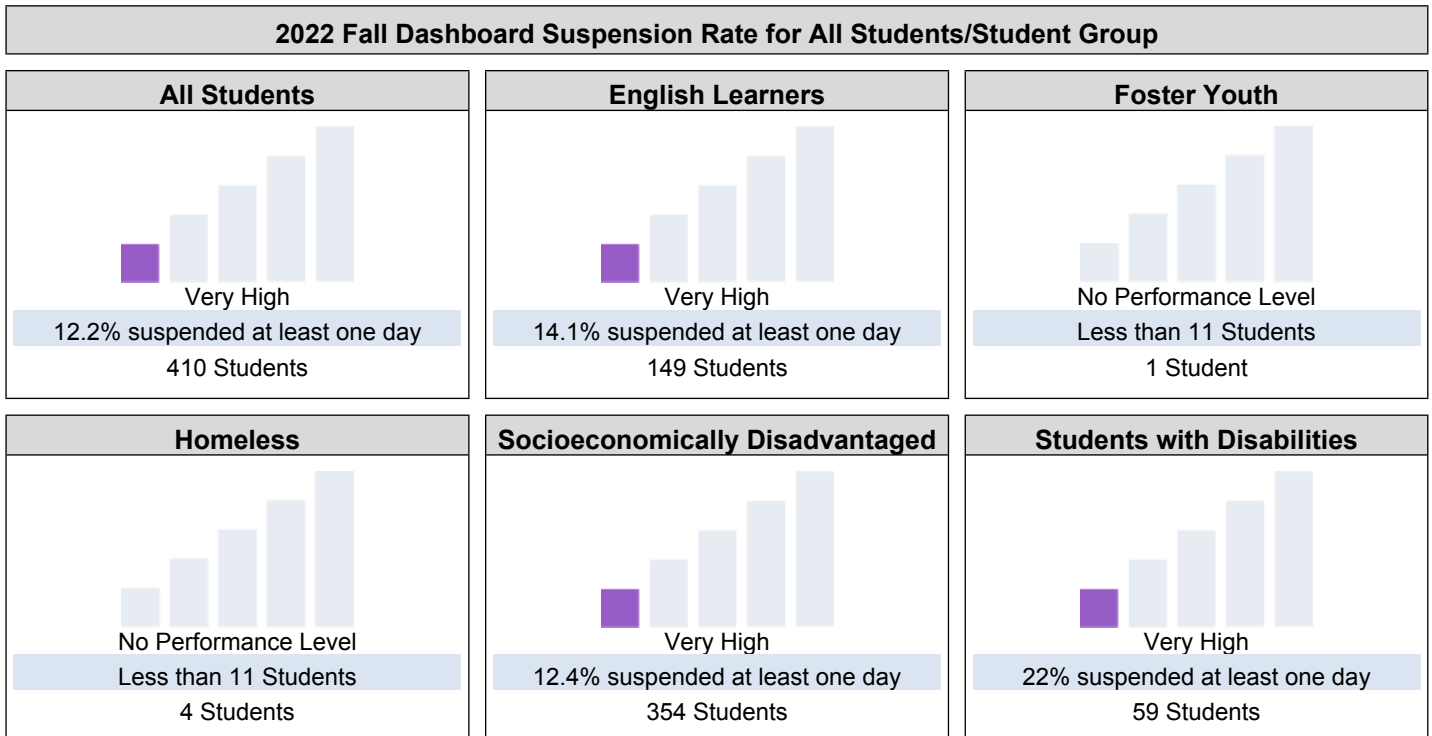 2022 Fall Dashboard Suspension Rate for All Students/Student Group
All Students
Very High
12.2% suspended at least one day
410 Students
English Learners
Very High
14.1% suspended at least one day
149 Students
Foster Youth
No Performance Level
Less than 11 Students
1 Student
Homeless
No Performance Level
Less than 11 Students
4 Students
Socioeconomically Disadvantaged
Very High
12.4% suspended at least one day
354 Students
Students with Disabilities
Very High
22% suspended at least one day
59 Students